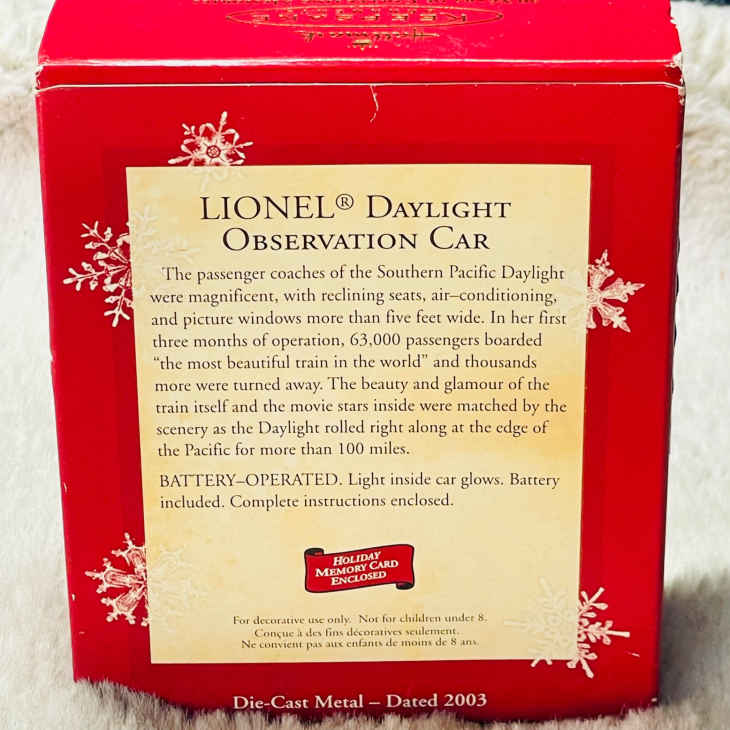 KEEPSAKE
Hallmark
LIONEL® DAYLIGHT
OBSERVATION CAR
The passenger coaches of the Southern Pacific Daylight
were magnificent, with reclining seats, air–conditioning,
and picture windows more than five feet wide. In her first
three months of operation, 63,000 passengers boarded
“the most beautiful train in the world” and thousands
more were turned away. The beauty and glamour of the
train itself and the movie stars inside were matched by the
scenery as the Daylight rolled right along at the edge of
the Pacific for more than 100 miles.
BATTERY–OPERATED. Light inside car glows. Battery
included. Complete instructions enclosed.
HOLIDAY
MEMORY CARD
ENCLOSED
For decorative use only. Not for children under 8.
Conçue à des fins décoratives seulement.
Ne convient pas aux enfants de moins de 8 ans.
Die-Cast Metal – Dated 2003